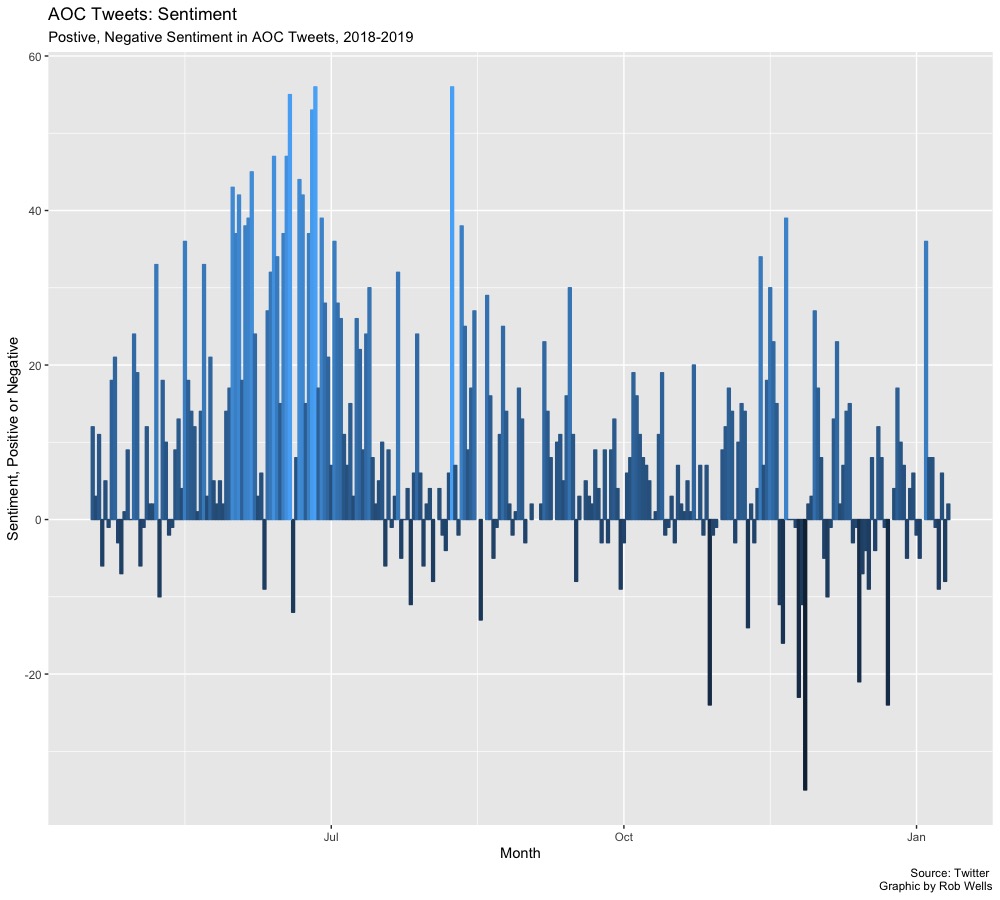 AOC Tweets: Sentiment
Postive, Negative Sentiment in AOC Tweets, 2018-2019
60
40
20
0
-20
Sentiment, Positive or Negative
Jul
Oct
Jan
Month
Source: Twitter
Graphic by Rob Wells